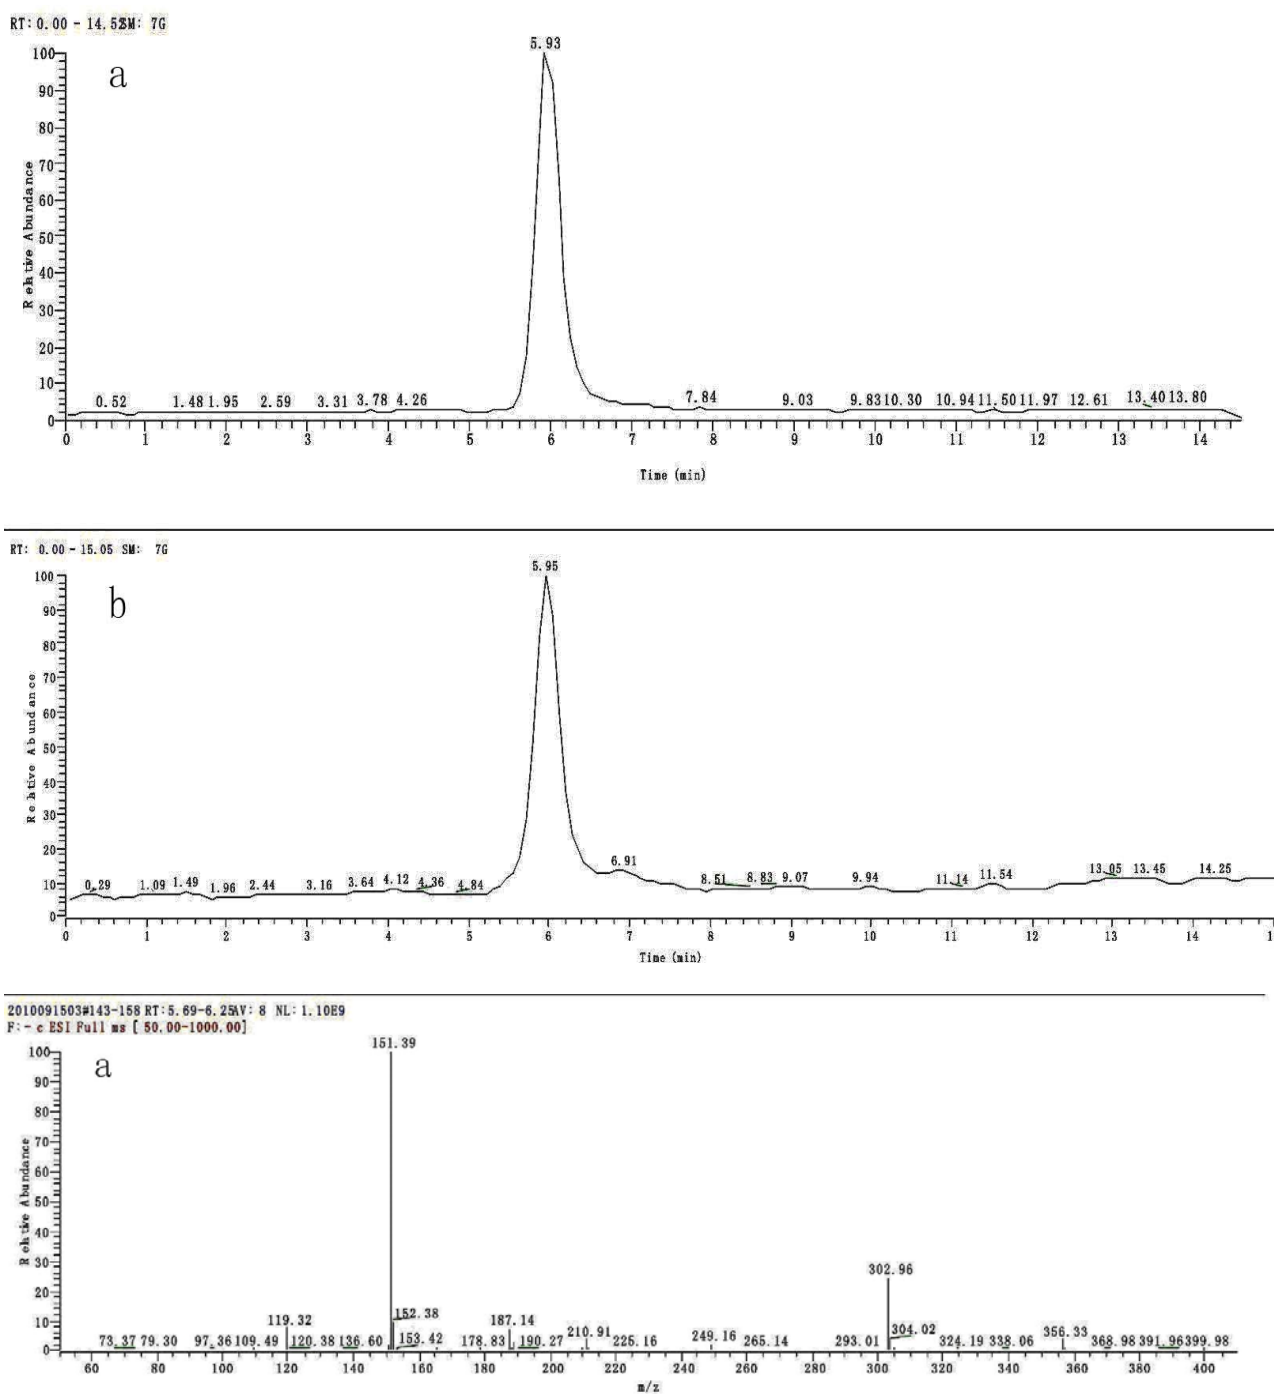 RT: 0.00 - 14.52SM: 7G
a
5.93
100
90
80
70
60
50
40
30
20
10
0
Relative Abundance
0.52 1.48 1.95 2.59 3.31 3.78 4.26 7.84 9.03 9.83 10.30 10.94 11.50 11.97 12.61 13.40 13.80
0 1 2 3 4 5 6 7 8 9 10 11 12 13 14
Time (min)
RT: 0.00 - 15.05 SM: 7G
b
5.95
100
90
80
70
60
50
40
30
20
10
0
Relative Abundance
0.29 1.09 1.49 1.96 2.44 3.16 3.64 4.12 4.36 4.84 6.91 8.51 8.83 9.07 9.94 11.14 11.54 13.05 13.45 14.25
0 1 2 3 4 5 6 7 8 9 10 11 12 13 14 1
Time (min)
2010091503#143-158 RT: 5.69-6.25AV: 8 NL: 1.10E9
F: - c ESI Full ms [ 50.00-1000.00]
a
151.39
100
90
80
70
60
50
40
30
20
10
0
Relative Abundance
302.96
119.32 152.38 187.14
73.37 79.30 97.36 109.49 120.38 136.60 153.42 178.83 190.27 210.91 225.16 249.16 265.14 293.01 304.02 324.19 338.06 356.33 368.98 391.96 399.98
60 80 100 120 140 160 180 200 220 240 260 280 300 320 340 360 380 400
m/z